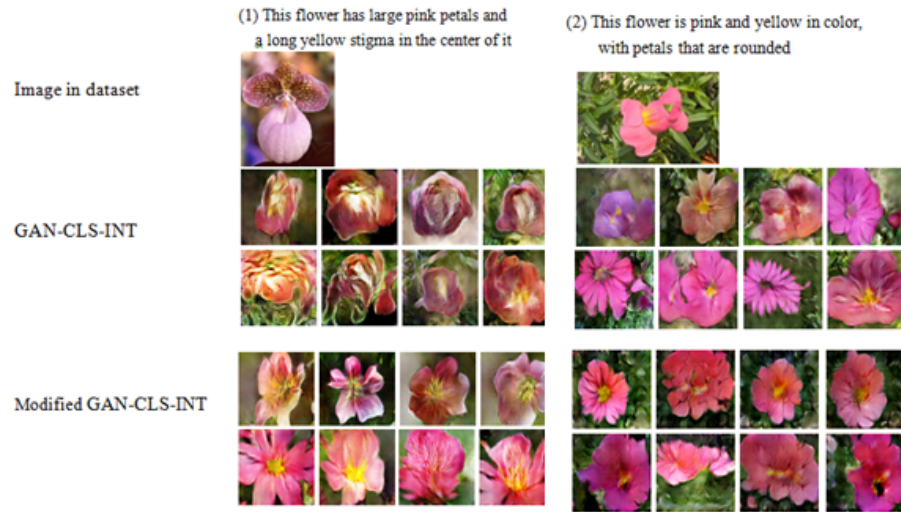 (1) This flower has large pink petals and
a long yellow stigma in the center of it
(2) This flower is pink and yellow in color,
with petals that are rounded
Image in dataset
GAN-CLS-INT
Modified GAN-CLS-INT